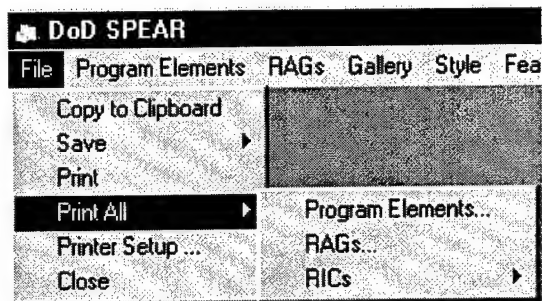 DoD SPEAR
File Program Elements RAGs Gallery Style Fea
Copy to Clipboard
Save
Print
Print All Program Elements...
Printer Setup ... RAGs...
Close RICs